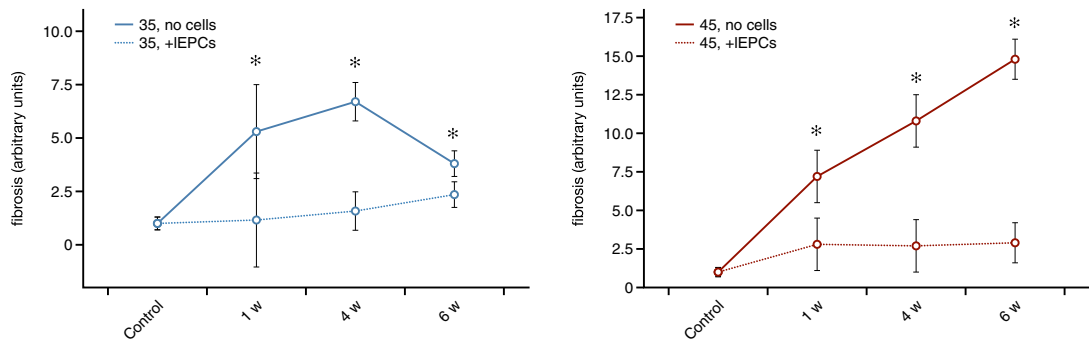 fibrosis (arbitrary units)
10.0
7.5
5.0
2.5
0
35, no cells
35, +lEPCs
*
*
*
Control
1 w
4 w
6 w
fibrosis (arbitrary units)
17.5
15.0
12.5
10.0
7.5
5.0
2.5
0
45, no cells
45, +lEPCs
*
*
*
Control
1 w
4 w
6 w